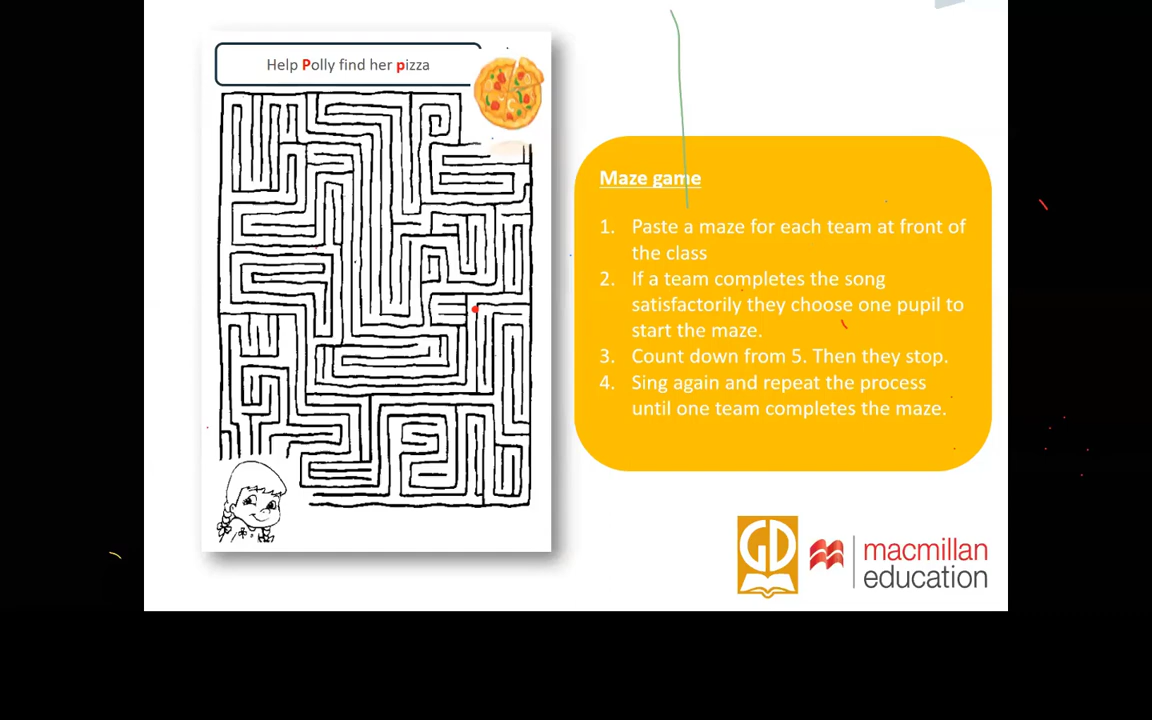 Help Polly find her pizza
Maze game
1. Paste a maze for each team at front of
the class
2. If a team completes the song
satisfactorily they choose one pupil to
start the maze.
3. Count down from 5. Then they stop.
4. Sing again and repeat the process
until one team completes the maze.
GD
macmillan
education